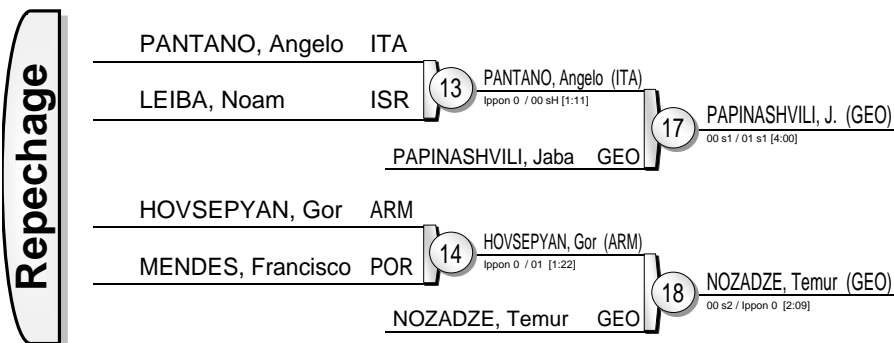 Repechage
PANTANO, Angelo ITA
LEIBA, Noam ISR
13
PANTANO, Angelo (ITA)
Ippon 0 / 00 sH [1:11]
PAPINASHVILI, Jaba GEO
17
PAPINASHVILI, J. (GEO)
00 s1 / 01 s1 [4:00]
HOVSEPYAN, Gor ARM
MENDES, Francisco POR
14
HOVSEPYAN, Gor (ARM)
Ippon 0 / 01 [1:22]
NOZADZE, Temur GEO
18
NOZADZE, Temur (GEO)
00 s2 / Ippon 0 [2:09]